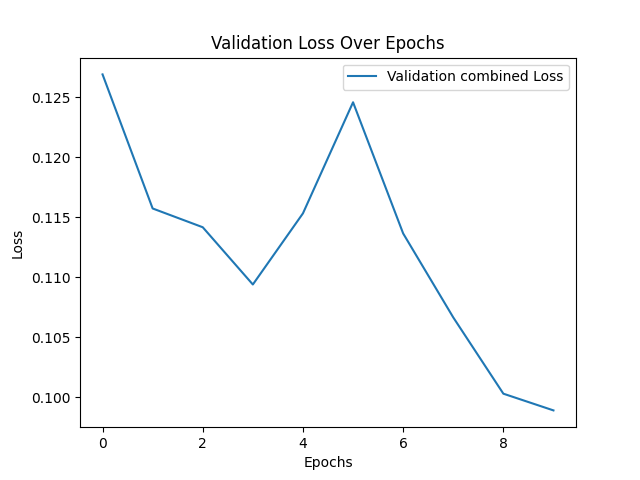 Validation Loss Over Epochs
Validation combined Loss
Loss
0.125
0.120
0.115
0.110
0.105
0.100
0 2 4 6 8
Epochs